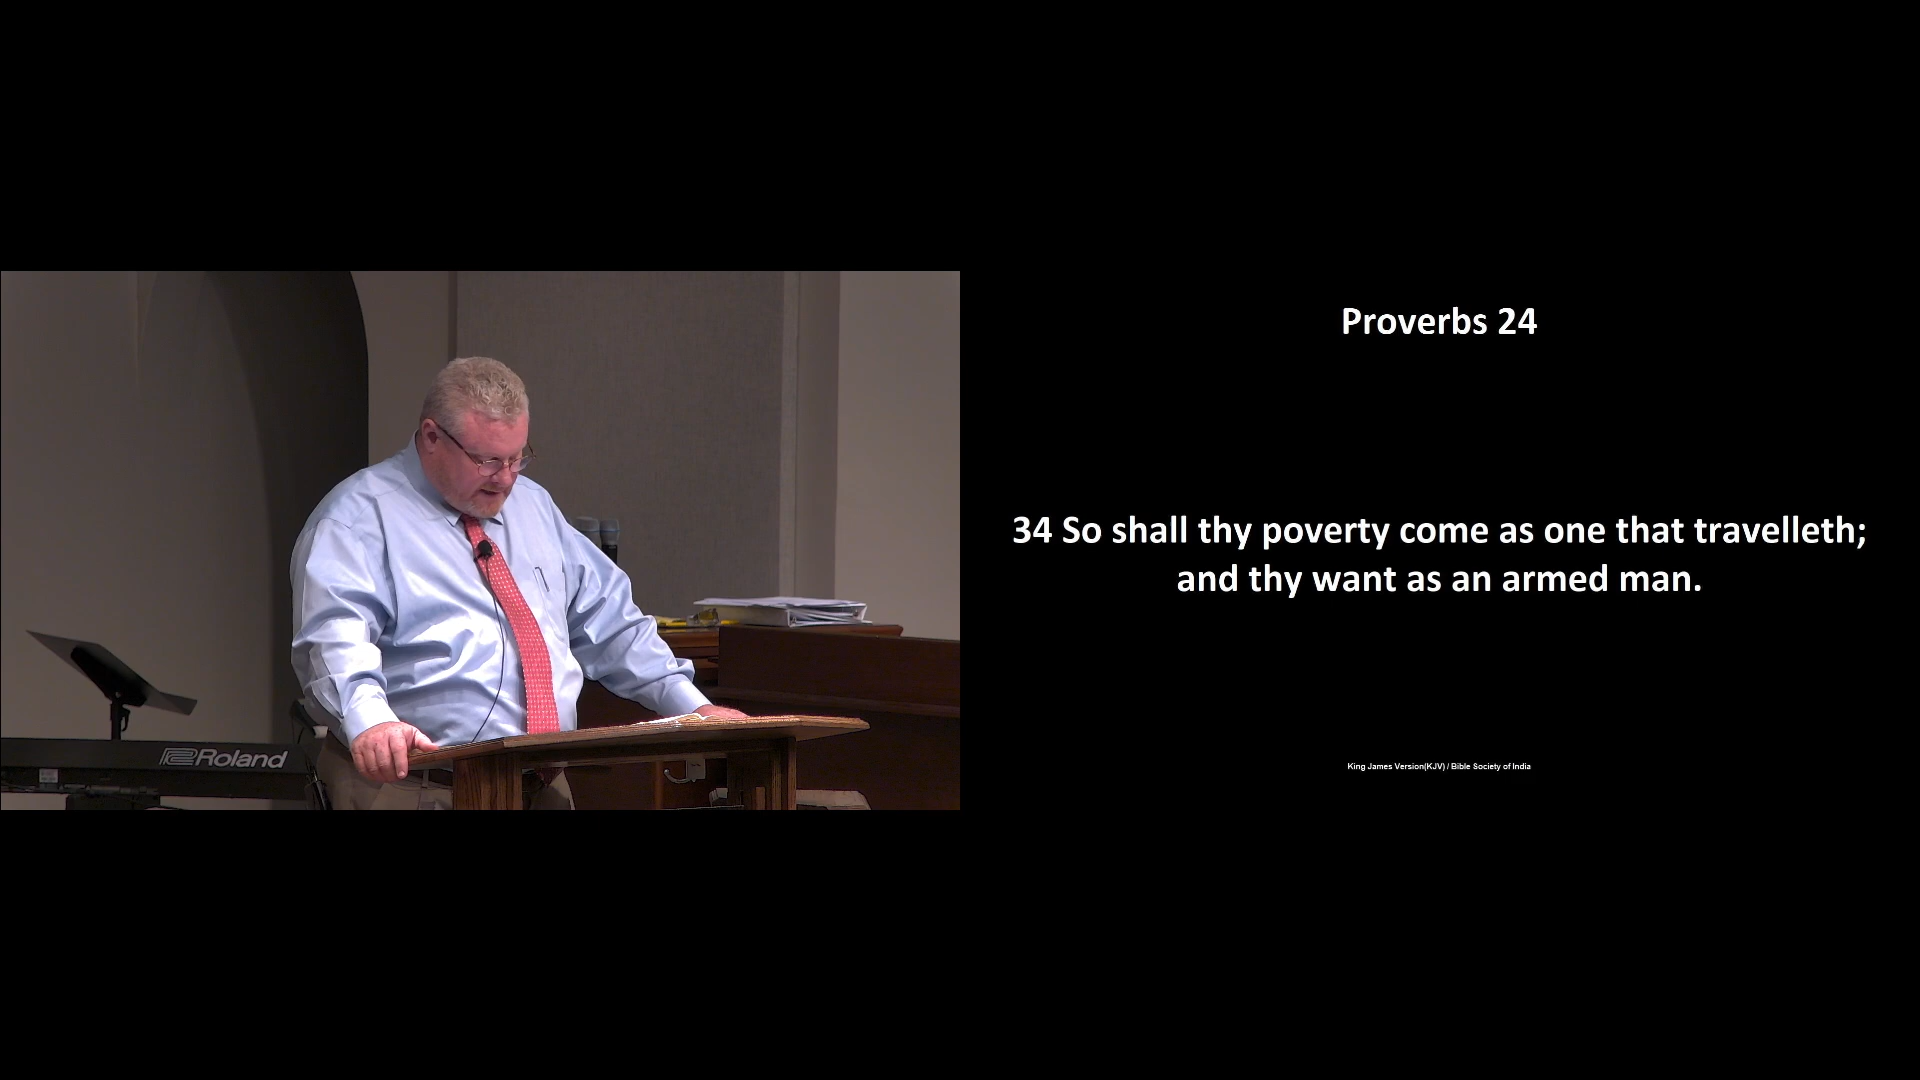 Proverbs 24
34 So shall thy poverty come as one that travelleth;
and thy want as an armed man.
King James Version(KJV) / Bible Society of India
Roland